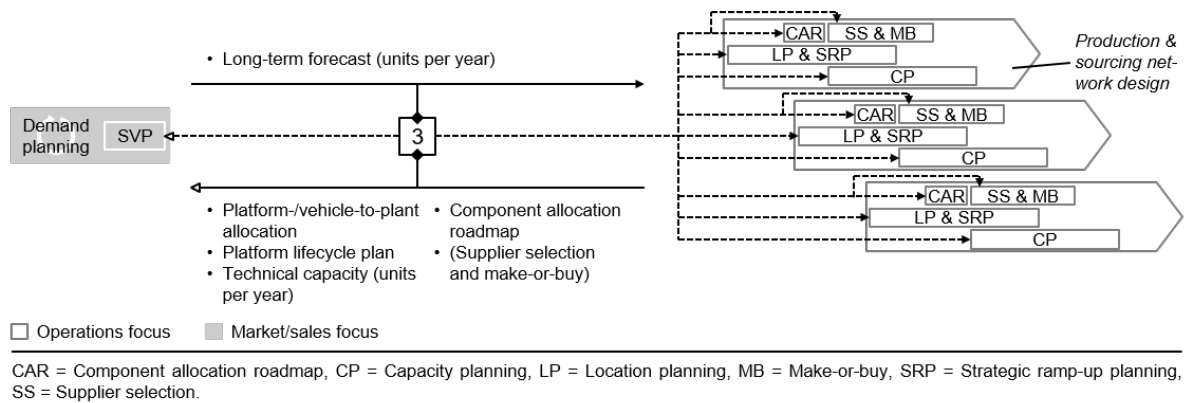 • Long-term forecast (units per year)
Demand
planning
SVP
3
• Platform-/vehicle-to-plant
allocation
• Platform lifecycle plan
• Technical capacity (units
per year)
• Component allocation
roadmap
• (Supplier selection
and make-or-buy)
CAR
SS & MB
LP & SRP
CP
CAR
SS & MB
LP & SRP
CP
CAR
SS & MB
LP & SRP
CP
Production &
sourcing net-
work design
Operations focus
Market/sales focus
CAR = Component allocation roadmap, CP = Capacity planning, LP = Location planning, MB = Make-or-buy, SRP = Strategic ramp-up planning,
SS = Supplier selection.